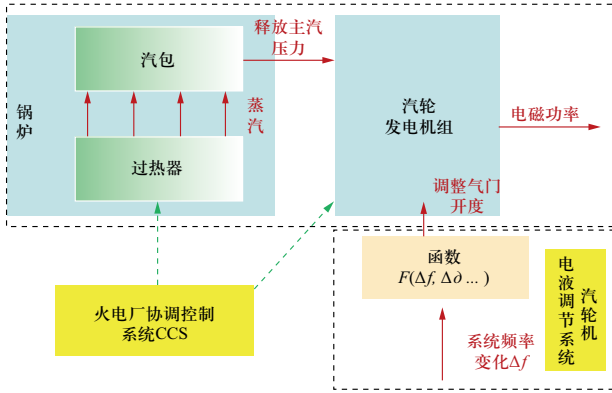 锅炉
汽包
释放主汽
压力
蒸汽
过热器
汽轮
发电机组
电磁功率
调整气门
开度
火电厂协调控制
系统CCS
函数
F(Δf, Δ∂ ... )
系统频率
变化Δf
汽轮机
电液调节系统